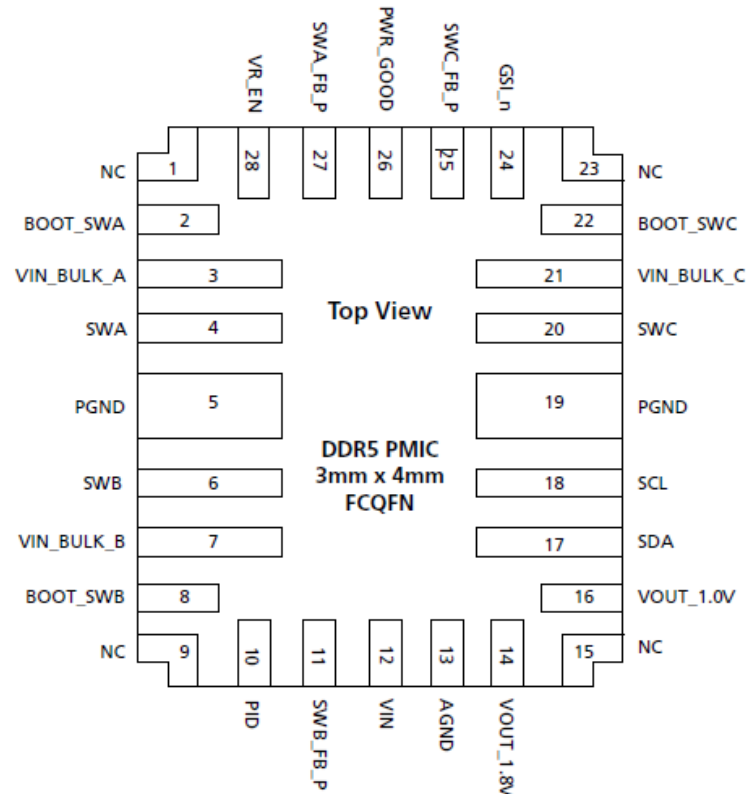 VR_EN
SWA_FB_P
PWR_GOOD
SWC_FB_P
GSI_n
28
27
26
25
24
NC 1
23 NC
BOOT_SWA 2
22 BOOT_SWC
VIN_BULK_A 3
21 VIN_BULK_C
Top View
SWA 4
20 SWC
PGND 5
19 PGND
DDR5 PMIC
3mm x 4mm
FCQFN
SWB 6
18 SCL
VIN_BULK_B 7
17 SDA
BOOT_SWB 8
16 VOUT_1.0V
NC 9
15 NC
10
11
12
13
14
PID
SWB_FB_P
VIN
AGND
VOUT_1.8V